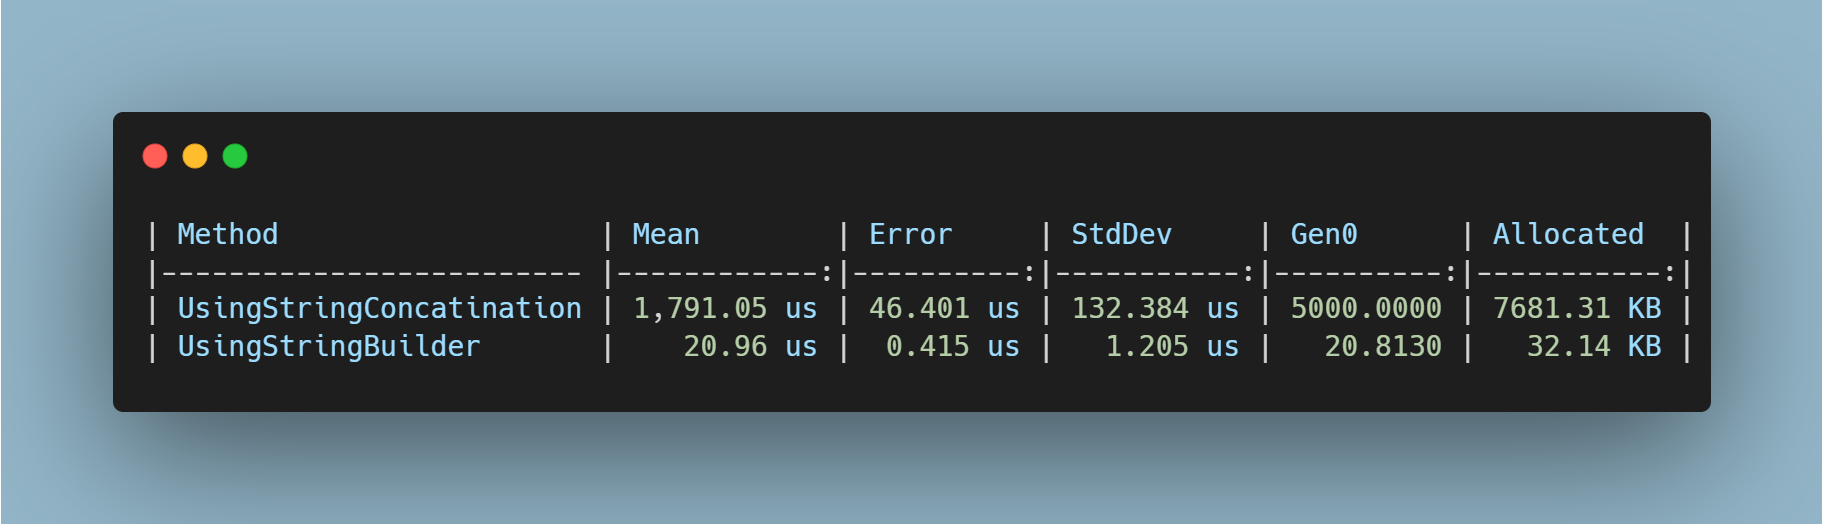 | Method                   | Mean        | Error     | StdDev     | Gen0      | Allocated  |
|------------------------- |------------:|----------:|-----------:|----------:|-----------:|
| UsingStringConcatination | 1,791.05 us | 46.401 us | 132.384 us | 5000.0000 | 7681.31 KB |
| UsingStringBuilder       |    20.96 us |  0.415 us |   1.205 us |   20.8130 |   32.14 KB |